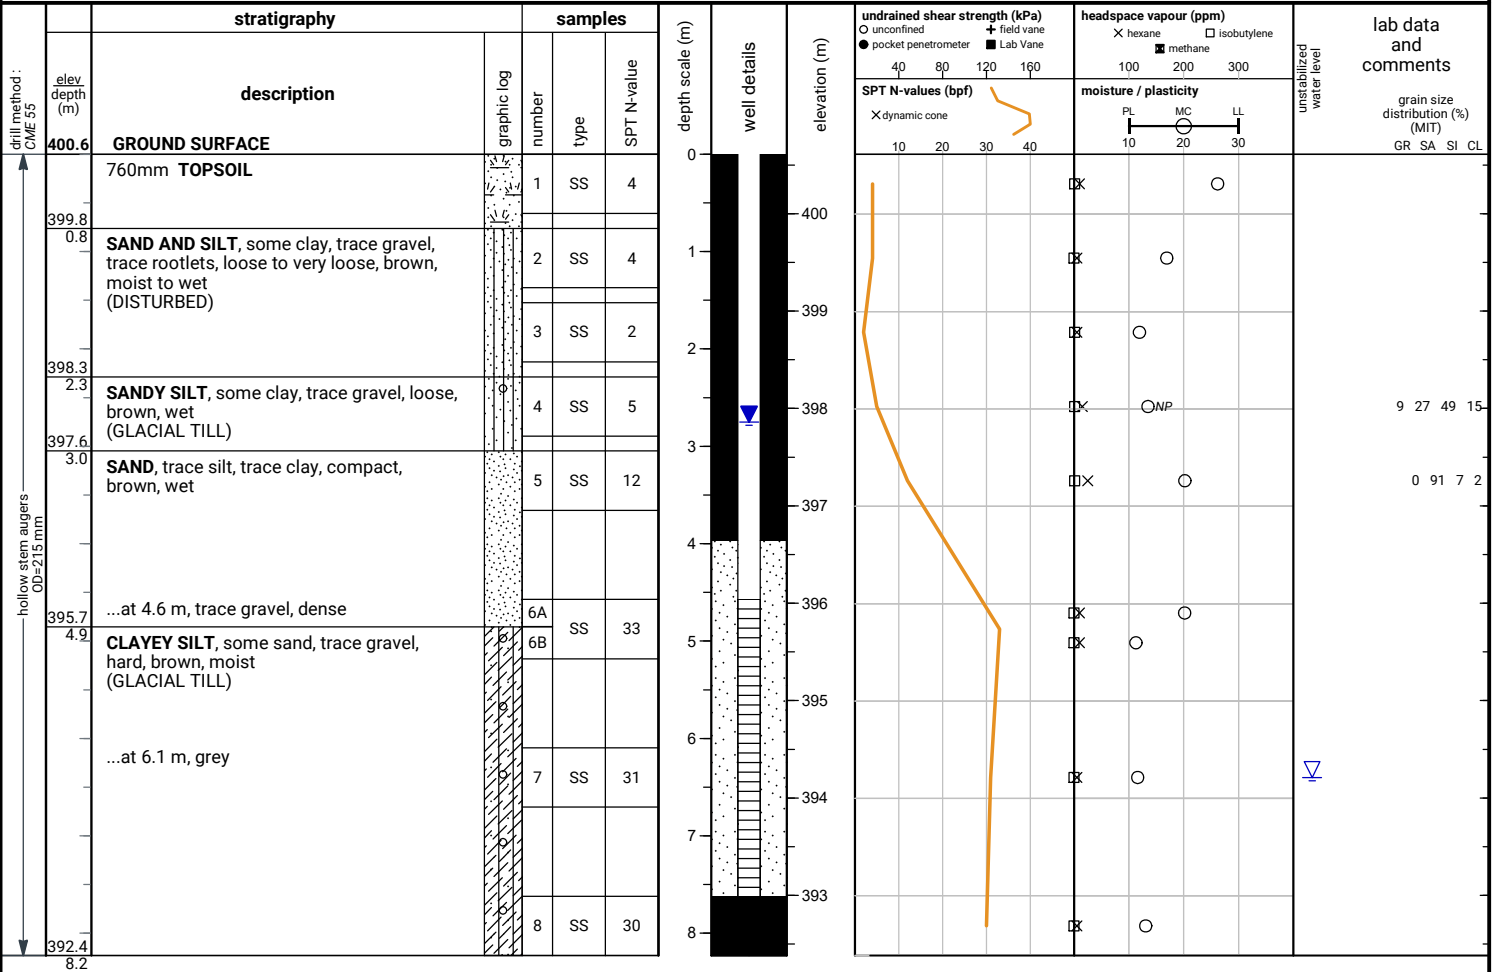 stratigraphy
samples
drill method :
CME 55
elev
depth
(m)
description
graphic log
number
type
SPT N-value
depth scale (m)
well details
elevation (m)
undrained shear strength (kPa)
unconfined
field vane
pocket penetrometer
Lab Vane
40 80 120 160
SPT N-values (bpf)
dynamic cone
10 20 30 40
headspace vapour (ppm)
hexane
isobutylene
methane
100 200 300
moisture / plasticity
PL MC LL
10 20 30
unstabilized
water level
lab data
and
comments
grain size
distribution (%)
(MIT)
GR SA SI CL
400.6 GROUND SURFACE
760mm TOPSOIL
1 SS 4
399.8
0.8
SAND AND SILT, some clay, trace gravel,
trace rootlets, loose to very loose, brown,
moist to wet
(DISTURBED)
2 SS 4
3 SS 2
398.3
2.3
SANDY SILT, some clay, trace gravel, loose,
brown, wet
(GLACIAL TILL)
4 SS 5
NP
9 27 49 15
397.6
3.0
SAND, trace silt, trace clay, compact,
brown, wet
5 SS 12
0 91 7 2
...at 4.6 m, trace gravel, dense
6A
SS 33
395.7
4.9
CLAYEY SILT, some sand, trace gravel,
hard, brown, moist
(GLACIAL TILL)
6B
...at 6.1 m, grey
7 SS 31
8 SS 30
392.4
8.2
hollow stem augers
OD=215 mm
0
1
2
3
4
5
6
7
8
400
399
398
397
396
395
394
393